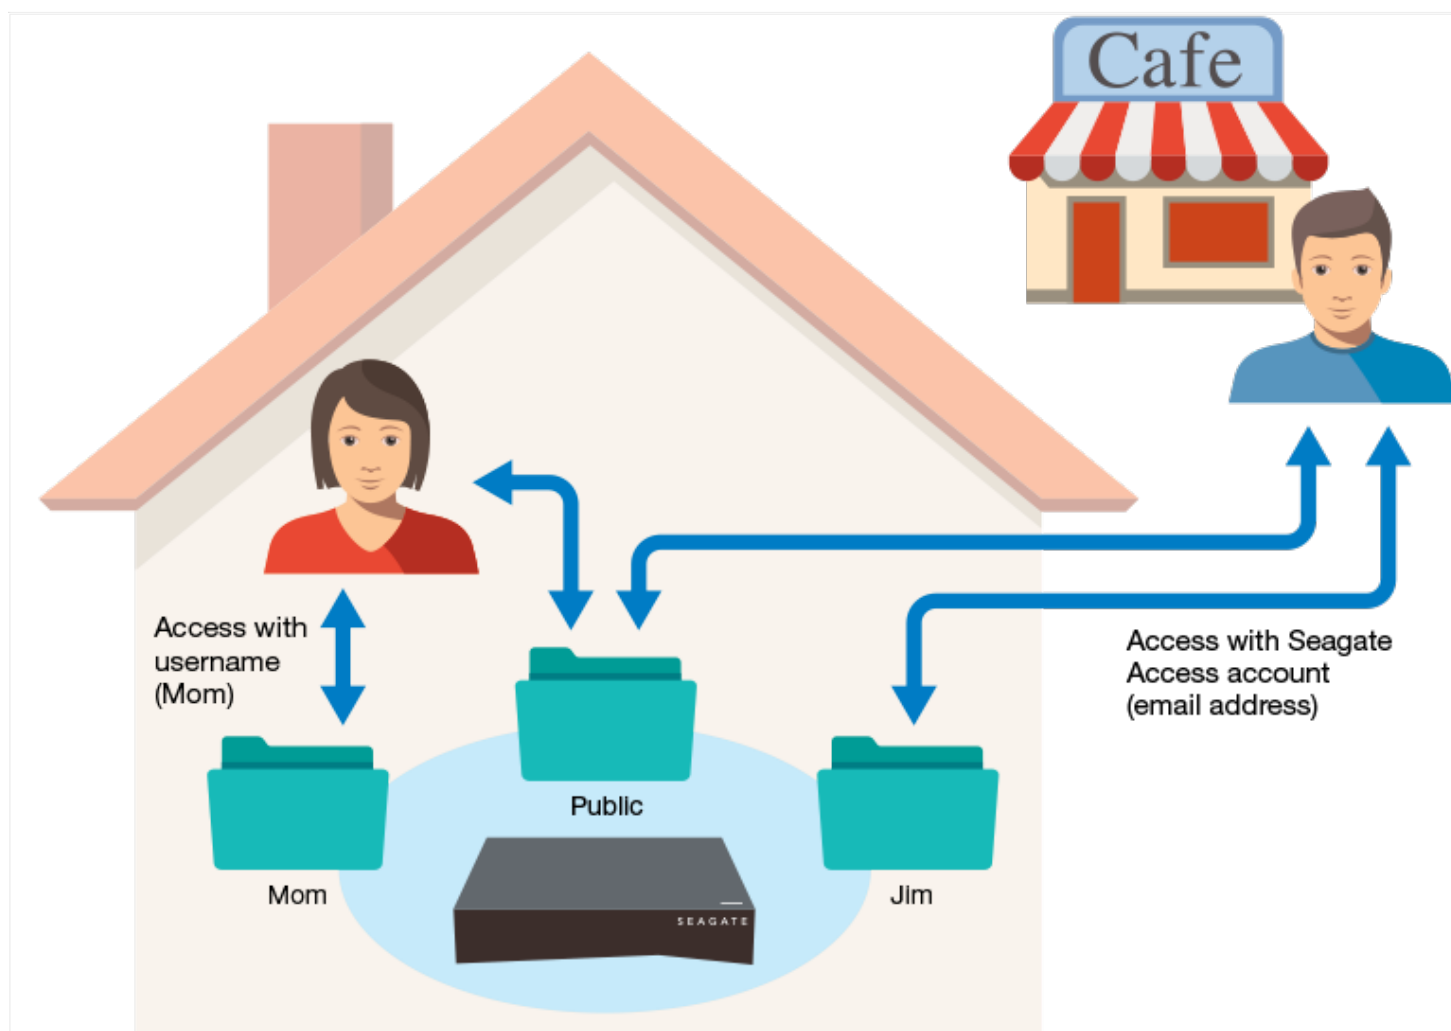 Cafe
Access with
username
(Mom)
Access with Seagate
Access account
(email address)
Public
Mom
Jim
SEAGATE